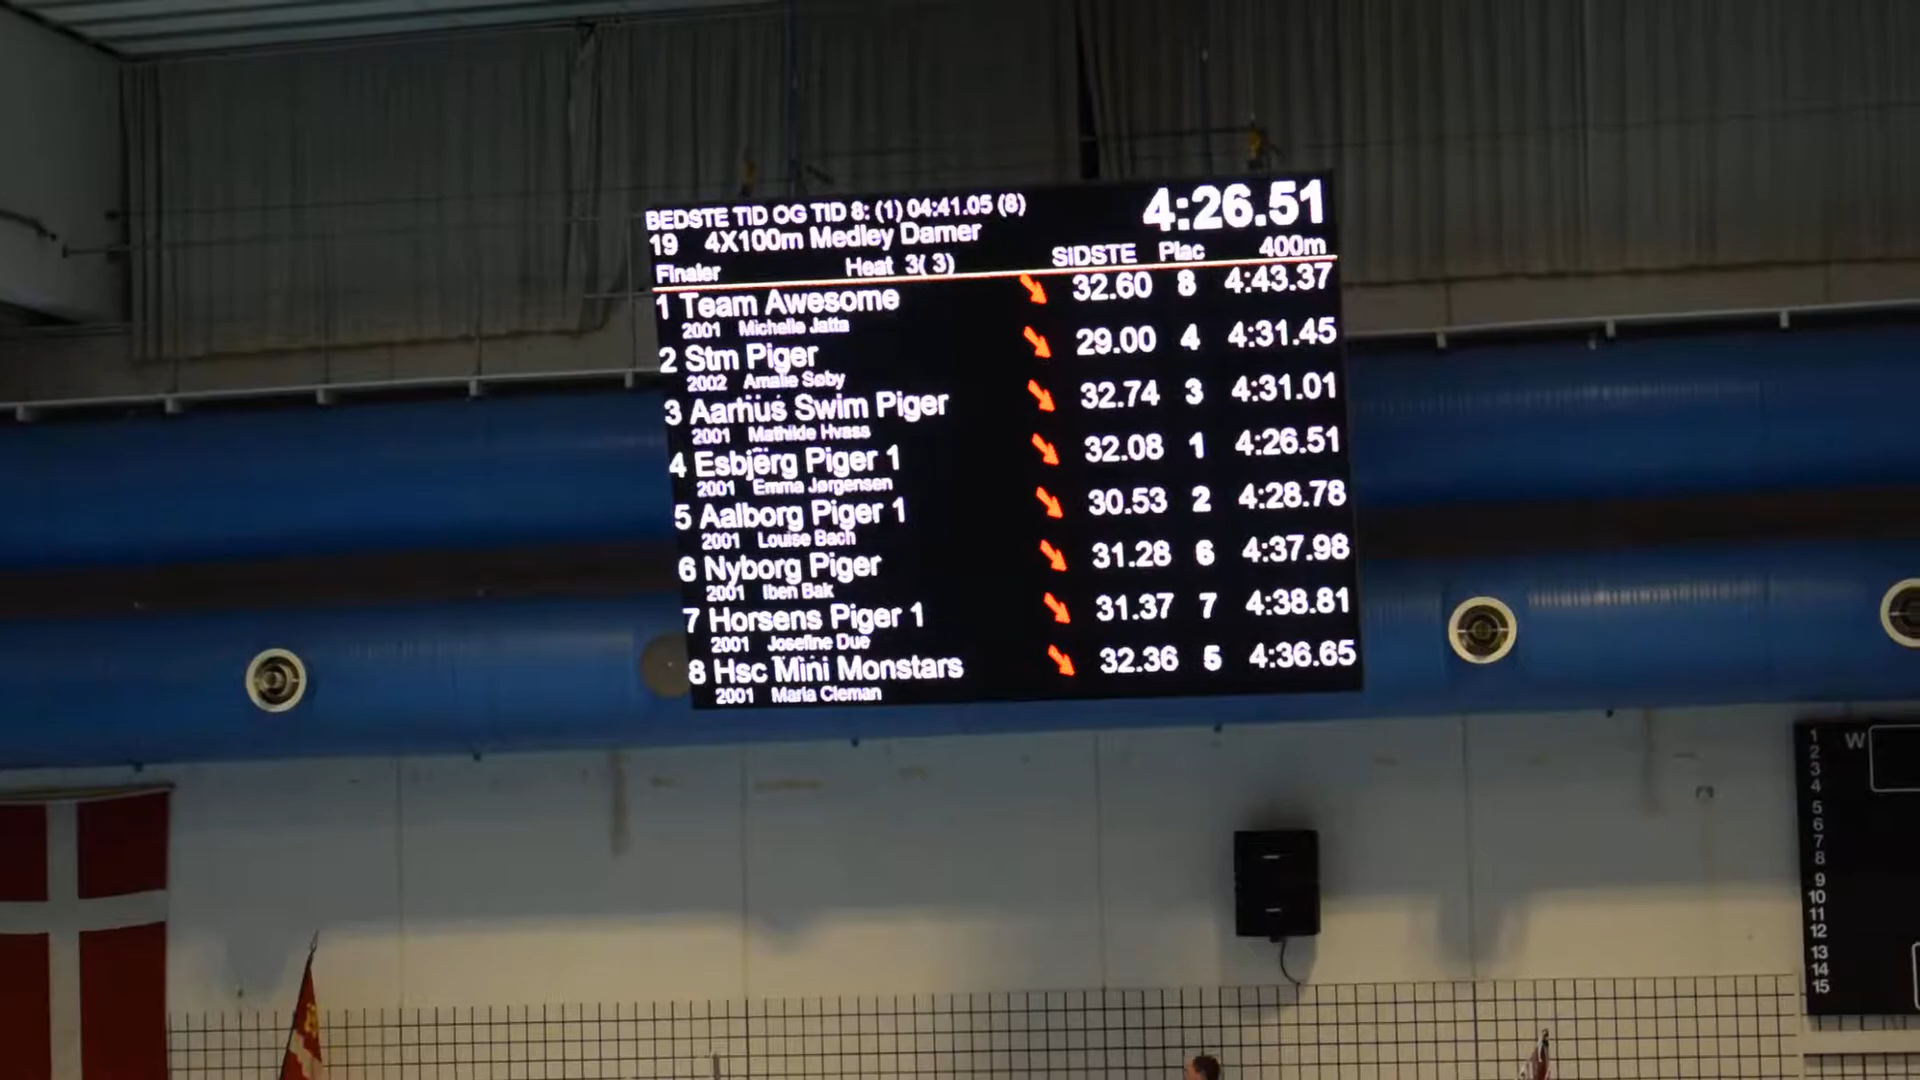 BEDSTE TID OG TID 8: (1) 04:41.05 (8) 4:26.51
19 4X100m Medley Damer
Finaler Heat 3( 3) SIDSTE Plac 400m
1 Team Awesome 32.60 8 4:43.37
2001 Michelle Jatta
2 Stm Piger 29.00 4 4:31.45
2002 Amalie Søby
3 Aarhus Swim Piger 32.74 3 4:31.01
2001 Mathilde Hvass
4 Esbjerg Piger 1 32.08 1 4:26.51
2001 Emma Jørgensen
5 Aalborg Piger 1 30.53 2 4:28.78
2001 Louise Bach
6 Nyborg Piger 31.28 6 4:37.98
2001 Iben Bak
7 Horsens Piger 1 31.37 7 4:38.81
2001 Josefine Due
8 Hsc Mini Monstars 32.36 5 4:36.65
2001 Maria Cleman
1 W
2
3
4
5
6
7
8
9
10
11
12
13
14
15